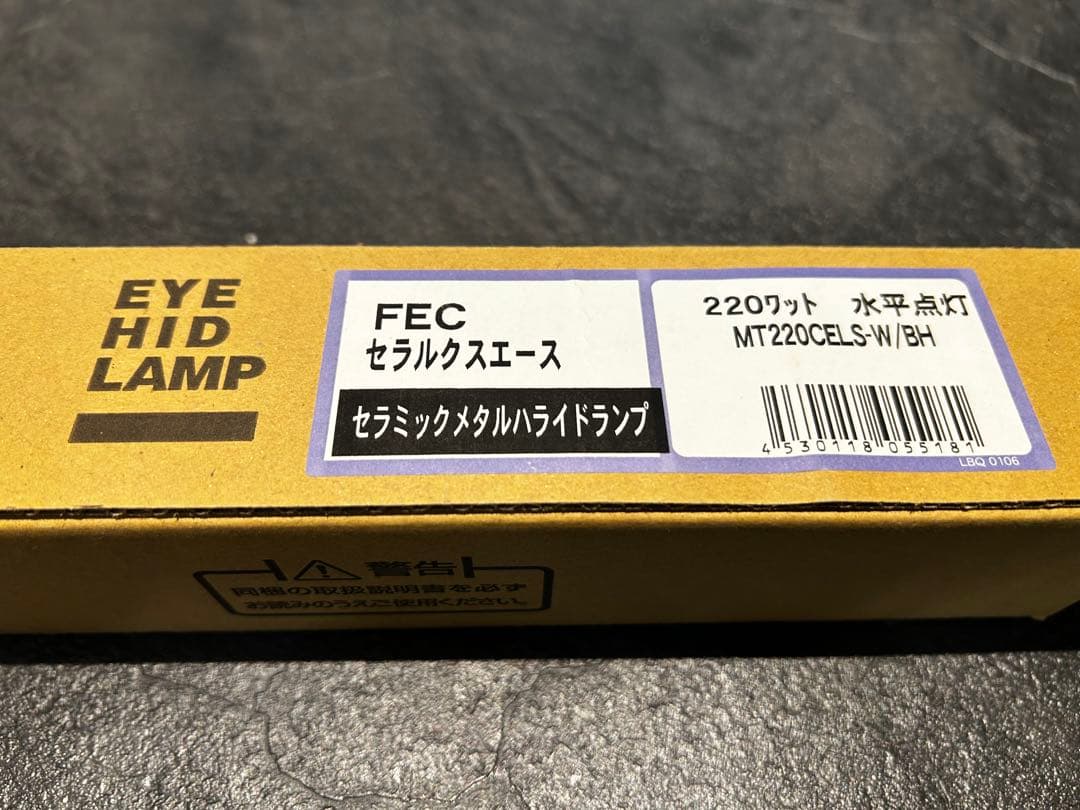 EYE
HID
LAMP
FEC
セラルクスエース
セラミックメタルハライドランプ
220ワット 水平点灯
MT220CELS-W/BH
4530118055181
LBQ 0106
警告
同梱の取扱説明書を必ず
お読みのうえご使用ください。